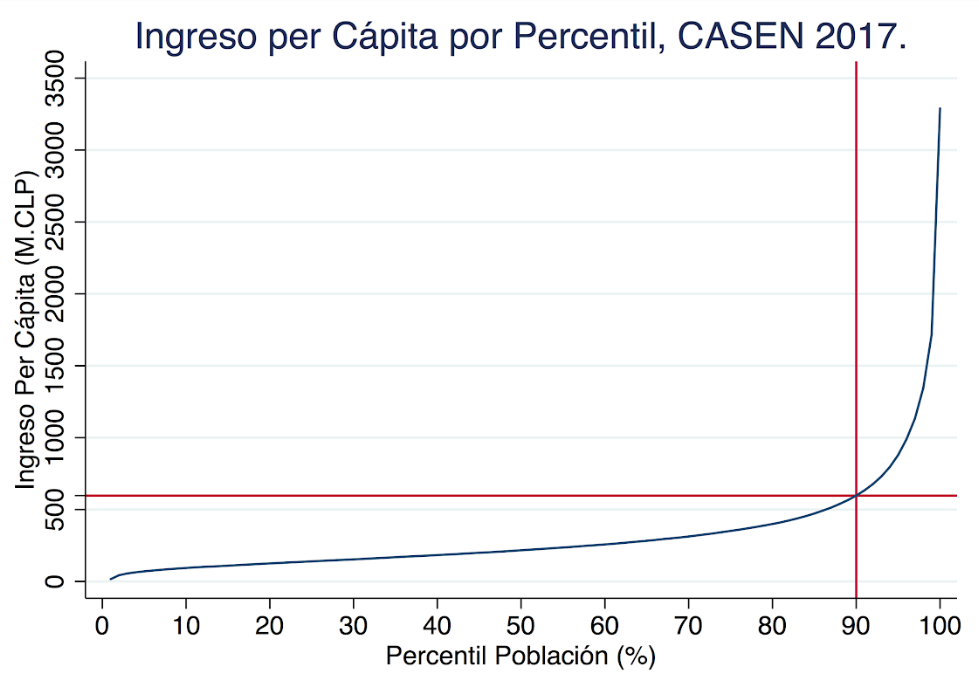 Ingreso per Cápita por Percentil, CASEN 2017.
Ingreso Per Cápita (M.CLP)
3500
3000
2500
2000
1500
1000
500
0
0 10 20 30 40 50 60 70 80 90 100
Percentil Población (%)